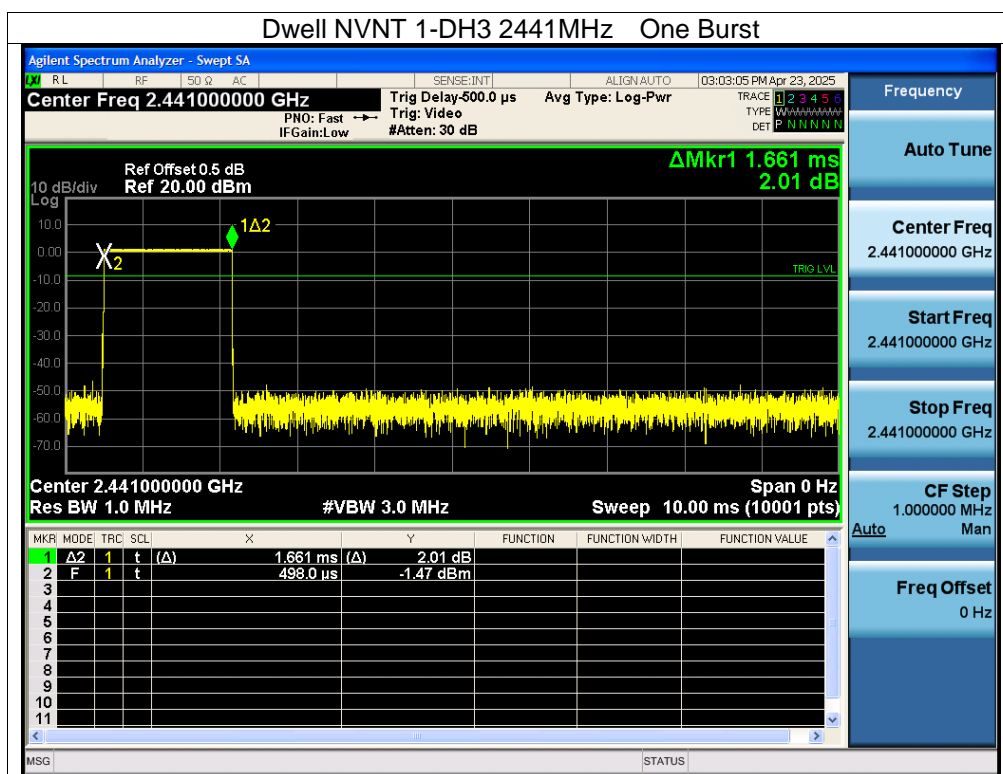 Dwell NVNT 1-DH3 2441MHz One Burst
Agilent Spectrum Analyzer - Swept SA
LXI RL RF 50 Ω AC SENSE:INT ALIGN AUTO 03:03:05 PM Apr 23, 2025
Center Freq 2.441000000 GHz Trig Delay-500.0 µs Avg Type: Log-Pwr TRACE 1 2 3 4 5 6
PNO: Fast Trig: Video TYPE WWWWWW
IFGain:Low #Atten: 30 dB DET P N N N N N
ΔMkr1 1.661 ms
2.01 dB
Ref Offset 0.5 dB
10 dB/div Ref 20.00 dBm
Log
10.0
0.00
-10.0
-20.0
-30.0
-40.0
-50.0
-60.0
-70.0
1Δ2
2
TRIG LVL
Center 2.441000000 GHz Span 0 Hz
Res BW 1.0 MHz #VBW 3.0 MHz Sweep 10.00 ms (10001 pts)
MKR MODE TRC SCL X Y FUNCTION FUNCTION WIDTH FUNCTION VALUE
1 Δ2 1 t (Δ) 1.661 ms (Δ) 2.01 dB
2 F 1 t 498.0 µs -1.47 dBm
3
4
5
6
7
8
9
10
11
MSG STATUS
Frequency
Auto Tune
Center Freq
2.441000000 GHz
Start Freq
2.441000000 GHz
Stop Freq
2.441000000 GHz
CF Step
1.000000 MHz
Auto Man
Freq Offset
0 Hz